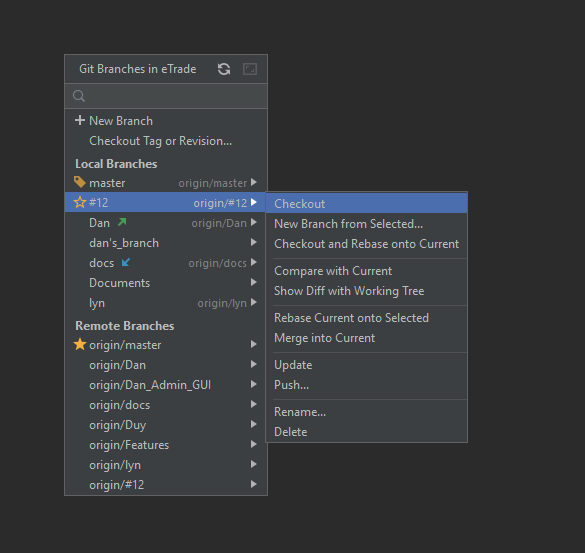 Git Branches in eTrade
New Branch
Checkout Tag or Revision...
Local Branches
master origin/master
#12 origin/#12
Dan origin/Dan
dan's_branch
docs origin/docs
Documents
lyn origin/lyn
Remote Branches
origin/master
origin/Dan
origin/Dan_Admin_GUI
origin/docs
origin/Duy
origin/Features
origin/lyn
origin/#12
Checkout
New Branch from Selected...
Checkout and Rebase onto Current
Compare with Current
Show Diff with Working Tree
Rebase Current onto Selected
Merge into Current
Update
Push...
Rename...
Delete